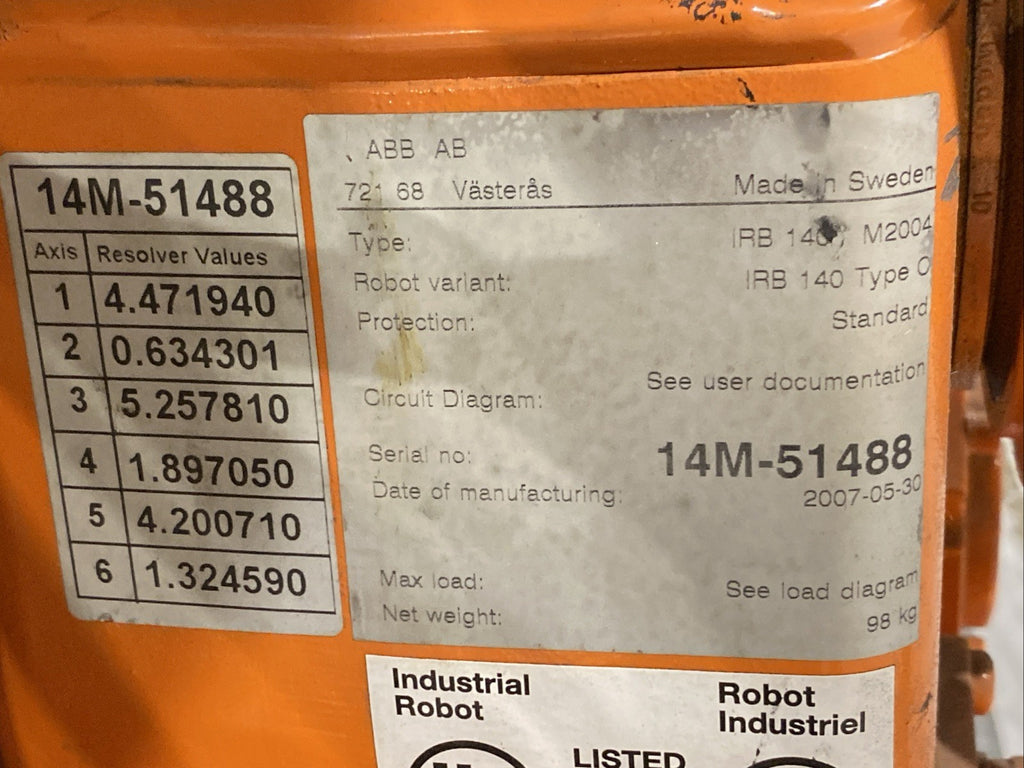 14M-51488
Axis Resolver Values
1 4.471940
2 0.634301
3 5.257810
4 1.897050
5 4.200710
6 1.324590
ABB AB
721 68 Västerås Made in Sweden
Type: IRB 140, M2004
Robot variant: IRB 140 Type C
Protection: Standard
Circuit Diagram: See user documentation
Serial no: 14M-51488
Date of manufacturing: 2007-05-30
Max load: See load diagram
Net weight: 98 kg
Industrial Robot
Robot Industriel
LISTED